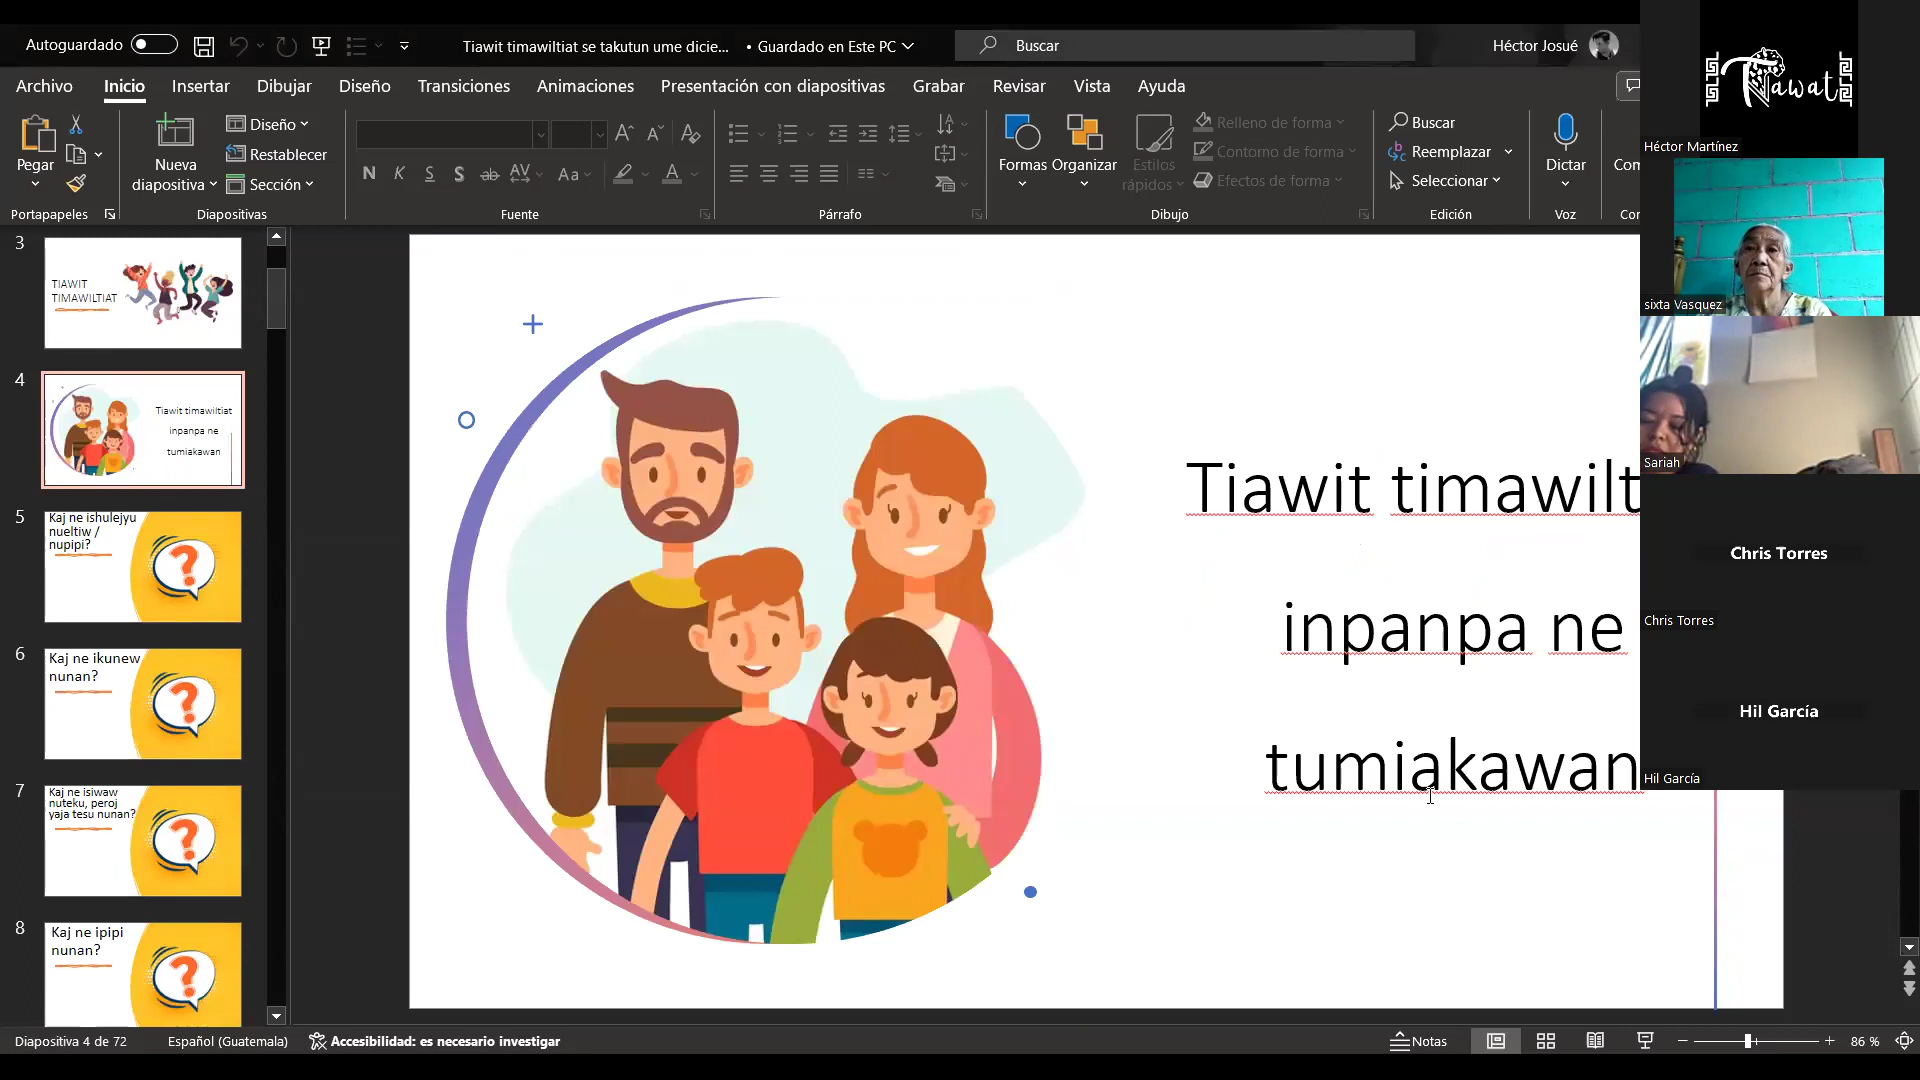 Autoguardado
Tiawit timawiltiat se takutun ume dicie... • Guardado en Este PC
Buscar
Héctor Josué
Archivo Inicio Insertar Dibujar Diseño Transiciones Animaciones Presentación con diapositivas Grabar Revisar Vista Ayuda
Pegar
Nueva diapositiva
Diseño
Restablecer
Sección
N K S S ab AV Aa A
Formas Organizar Estilos rápidos
Relleno de forma
Contorno de forma
Efectos de forma
Buscar
Reemplazar
Seleccionar
Dictar
Com
Portapapeles Diapositivas Fuente Párrafo Dibujo Edición Voz Cor
3
TIAWIT
TIMAWILTIAT
4
Tiawit timawiltiat
inpanpa ne
tumiakawan
5
Kaj ne ishulejyu
nueltiw /
nupipi?
6
Kaj ne ikunew
nunan?
7
Kaj ne isiwaw
nuteku, peroj
yaja tesu nunan?
8
Kaj ne ipipi
nunan?
Tiawit timawilt
inpanpa ne
tumiakawan
Tawat
Héctor Martínez
sixta Vasquez
Sariah
Chris Torres
Chris Torres
Hil García
Hil García
Diapositiva 4 de 72
Español (Guatemala)
Accesibilidad: es necesario investigar
Notas
86 %